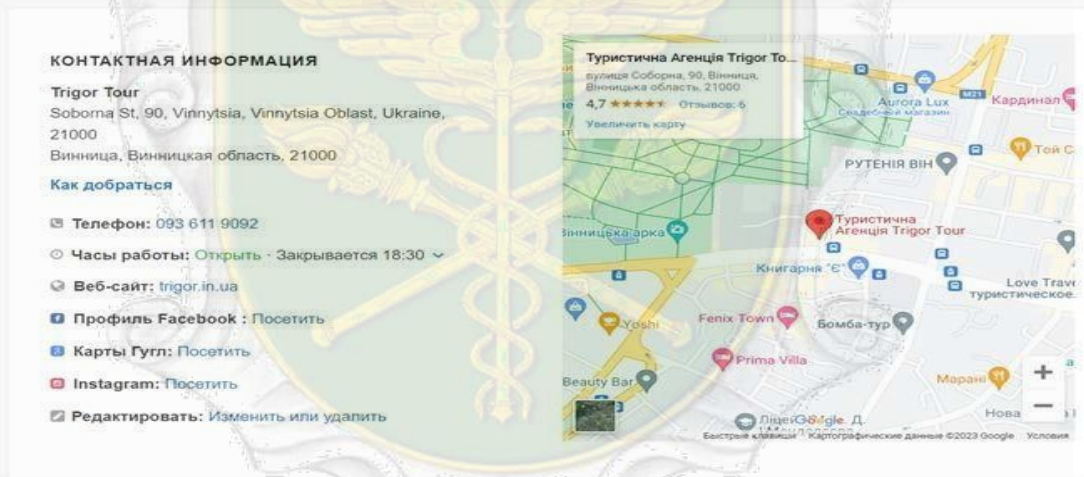 КОНТАКТНАЯ ИНФОРМАЦИЯ
Trigor Tour
Soborna St, 90, Vinnytsia, Vinnytsia Oblast, Ukraine,
21000
Винница, Винницкая область, 21000
Как добраться
Телефон: 093 611 9092
Часы работы: Открыть · Закрывается 18:30
Веб-сайт: trigor.in.ua
Профиль Facebook : Посетить
Карты Гугл: Посетить
Instagram: Посетить
Редактировать: Изменить или удалить
Туристична Агенція Trigor To...
вулиця Соборна, 90, Вінниця,
Вінницька область, 21000
4,7 Отзывов: 6
Увеличить карту
Aurora Lux
Свадебный магазин
M21
Кардинал
РУТЕНІЯ ВІН
Той С
Туристична
Агенція Trigor Tour
Вінницька арка
Книгарня "Є"
Love Trave
туристическое
Yoshi
Fenix Town
Бомба-тур
Prima Villa
Beauty Bar
Марані
Нова
Ліцей
Google
Д.
Быстрые клавиши
Картографические данные ©2023 Google
Условия